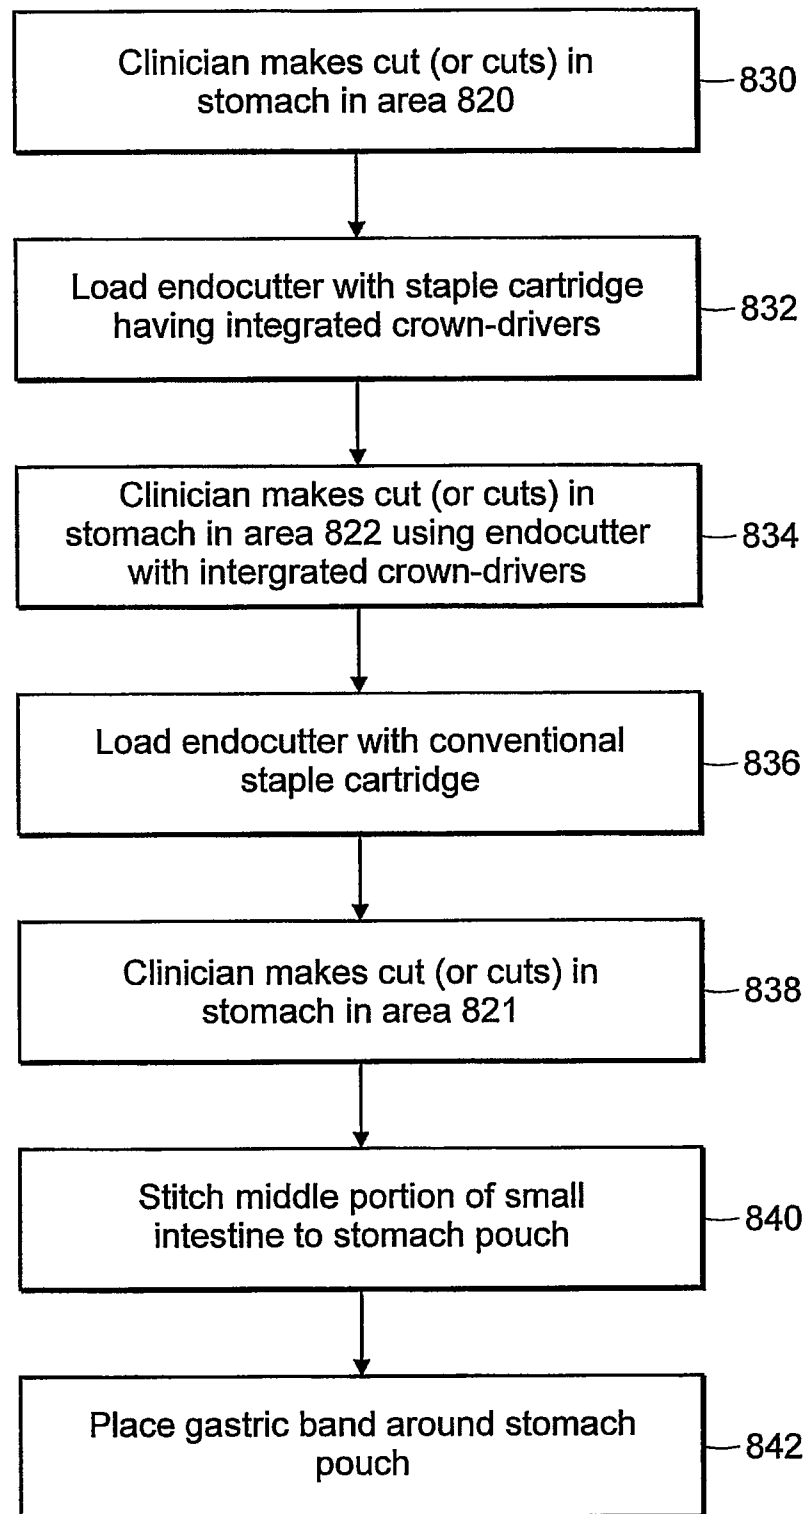 Clinician makes cut (or cuts) in
stomach in area 820
830
Load endocutter with staple cartridge
having integrated crown-drivers
832
Clinician makes cut (or cuts) in
stomach in area 822 using endocutter
with intergrated crown-drivers
834
Load endocutter with conventional
staple cartridge
836
Clinician makes cut (or cuts) in
stomach in area 821
838
Stitch middle portion of small
intestine to stomach pouch
840
Place gastric band around stomach
pouch
842